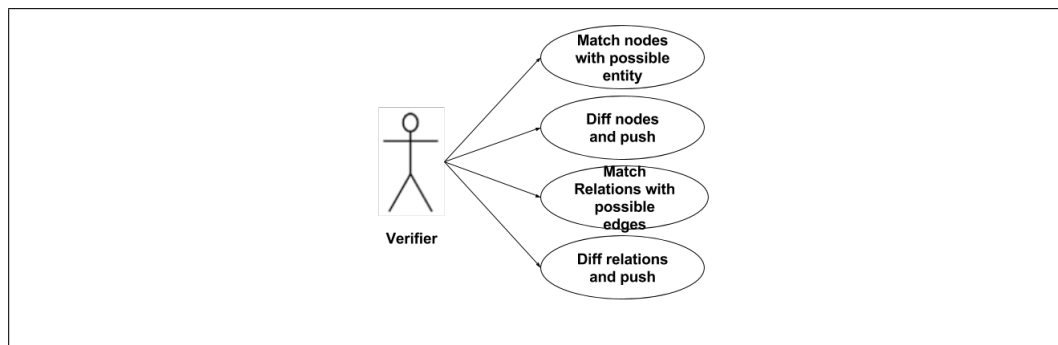 Match nodes
with possible
entity
Diff nodes
and push
Match
Relations with
possible
edges
Verifier
Diff relations
and push